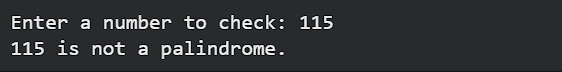 Enter a number to check: 115
115 is not a palindrome.